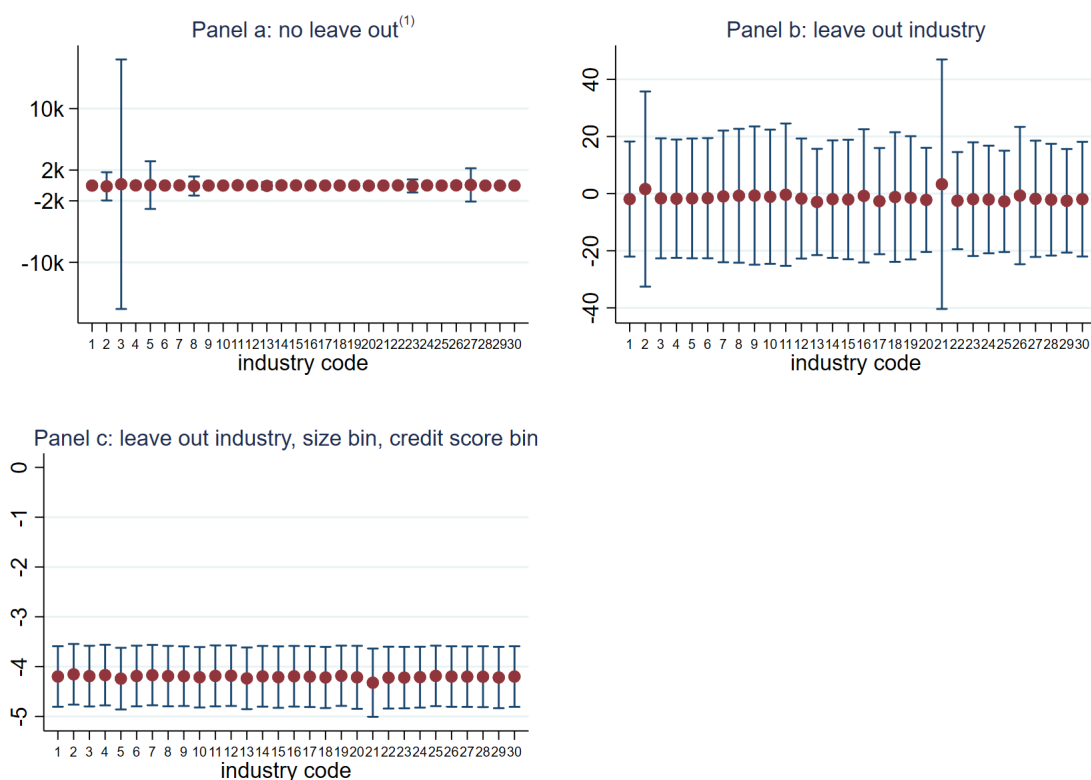 Panel a: no leave out(1)
10k
2k
-2k
-10k
1 2 3 4 5 6 7 8 9 10 11 12 13 14 15 16 17 18 19 20 21 22 23 24 25 26 27 28 29 30
industry code
Panel b: leave out industry
40
20
0
-20
-40
1 2 3 4 5 6 7 8 9 10 11 12 13 14 15 16 17 18 19 20 21 22 23 24 25 26 27 28 29 30
industry code
Panel c: leave out industry, size bin, credit score bin
0
-1
-2
-3
-4
-5
1 2 3 4 5 6 7 8 9 10 11 12 13 14 15 16 17 18 19 20 21 22 23 24 25 26 27 28 29 30
industry code